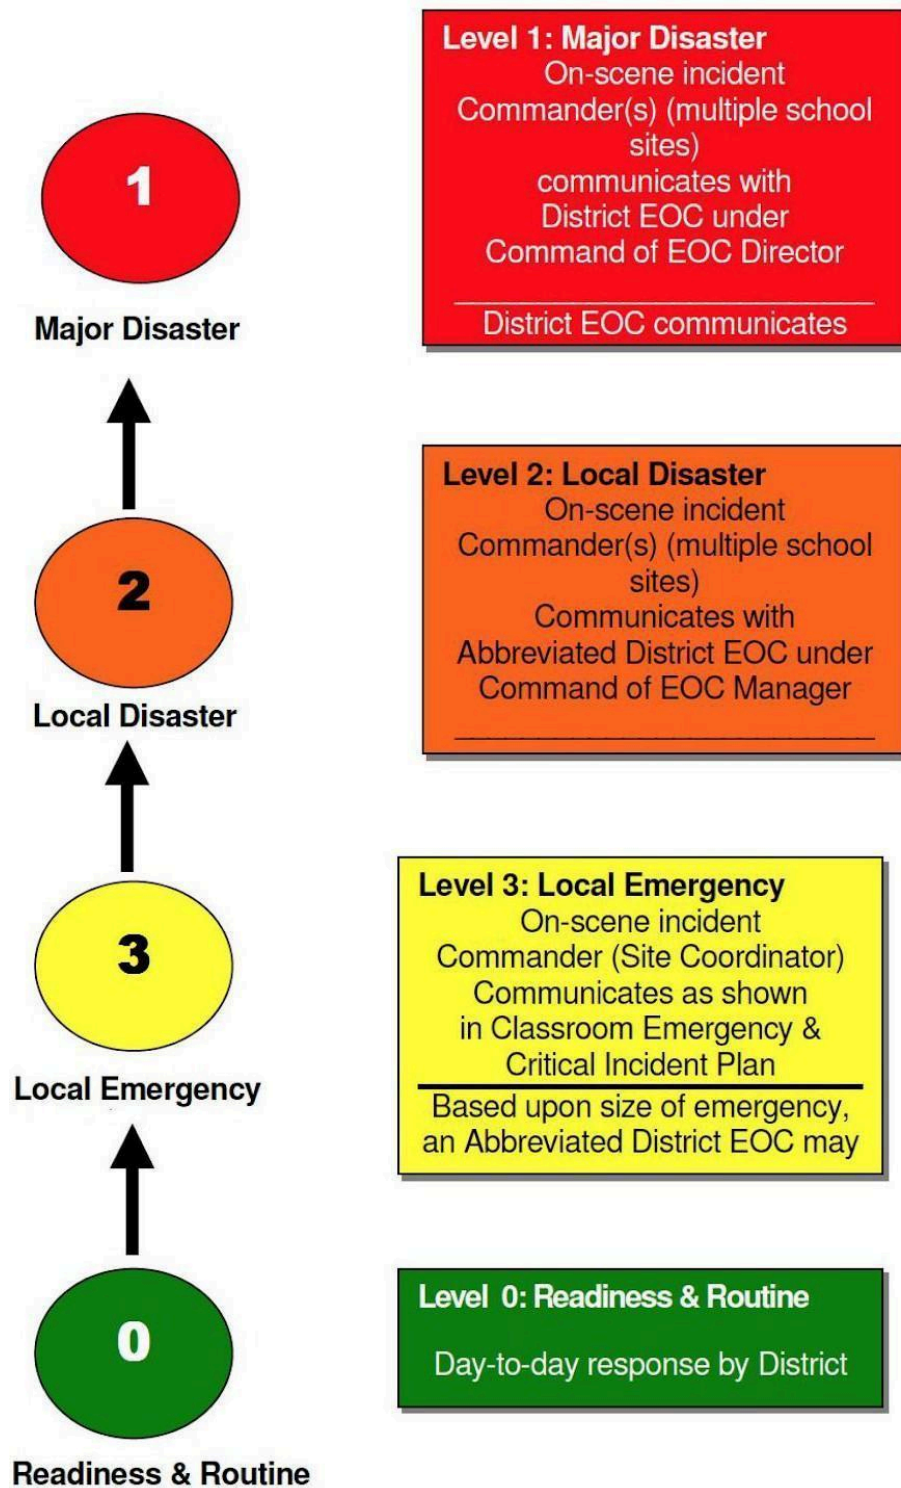 1
Major Disaster
Level 1: Major Disaster
On-scene incident
Commander(s) (multiple school
sites)
communicates with
District EOC under
Command of EOC Director
District EOC communicates
2
Local Disaster
Level 2: Local Disaster
On-scene incident
Commander(s) (multiple school
sites)
Communicates with
Abbreviated District EOC under
Command of EOC Manager
3
Local Emergency
Level 3: Local Emergency
On-scene incident
Commander (Site Coordinator)
Communicates as shown
in Classroom Emergency &
Critical Incident Plan
Based upon size of emergency,
an Abbreviated District EOC may
0
Readiness & Routine
Level 0: Readiness & Routine
Day-to-day response by District